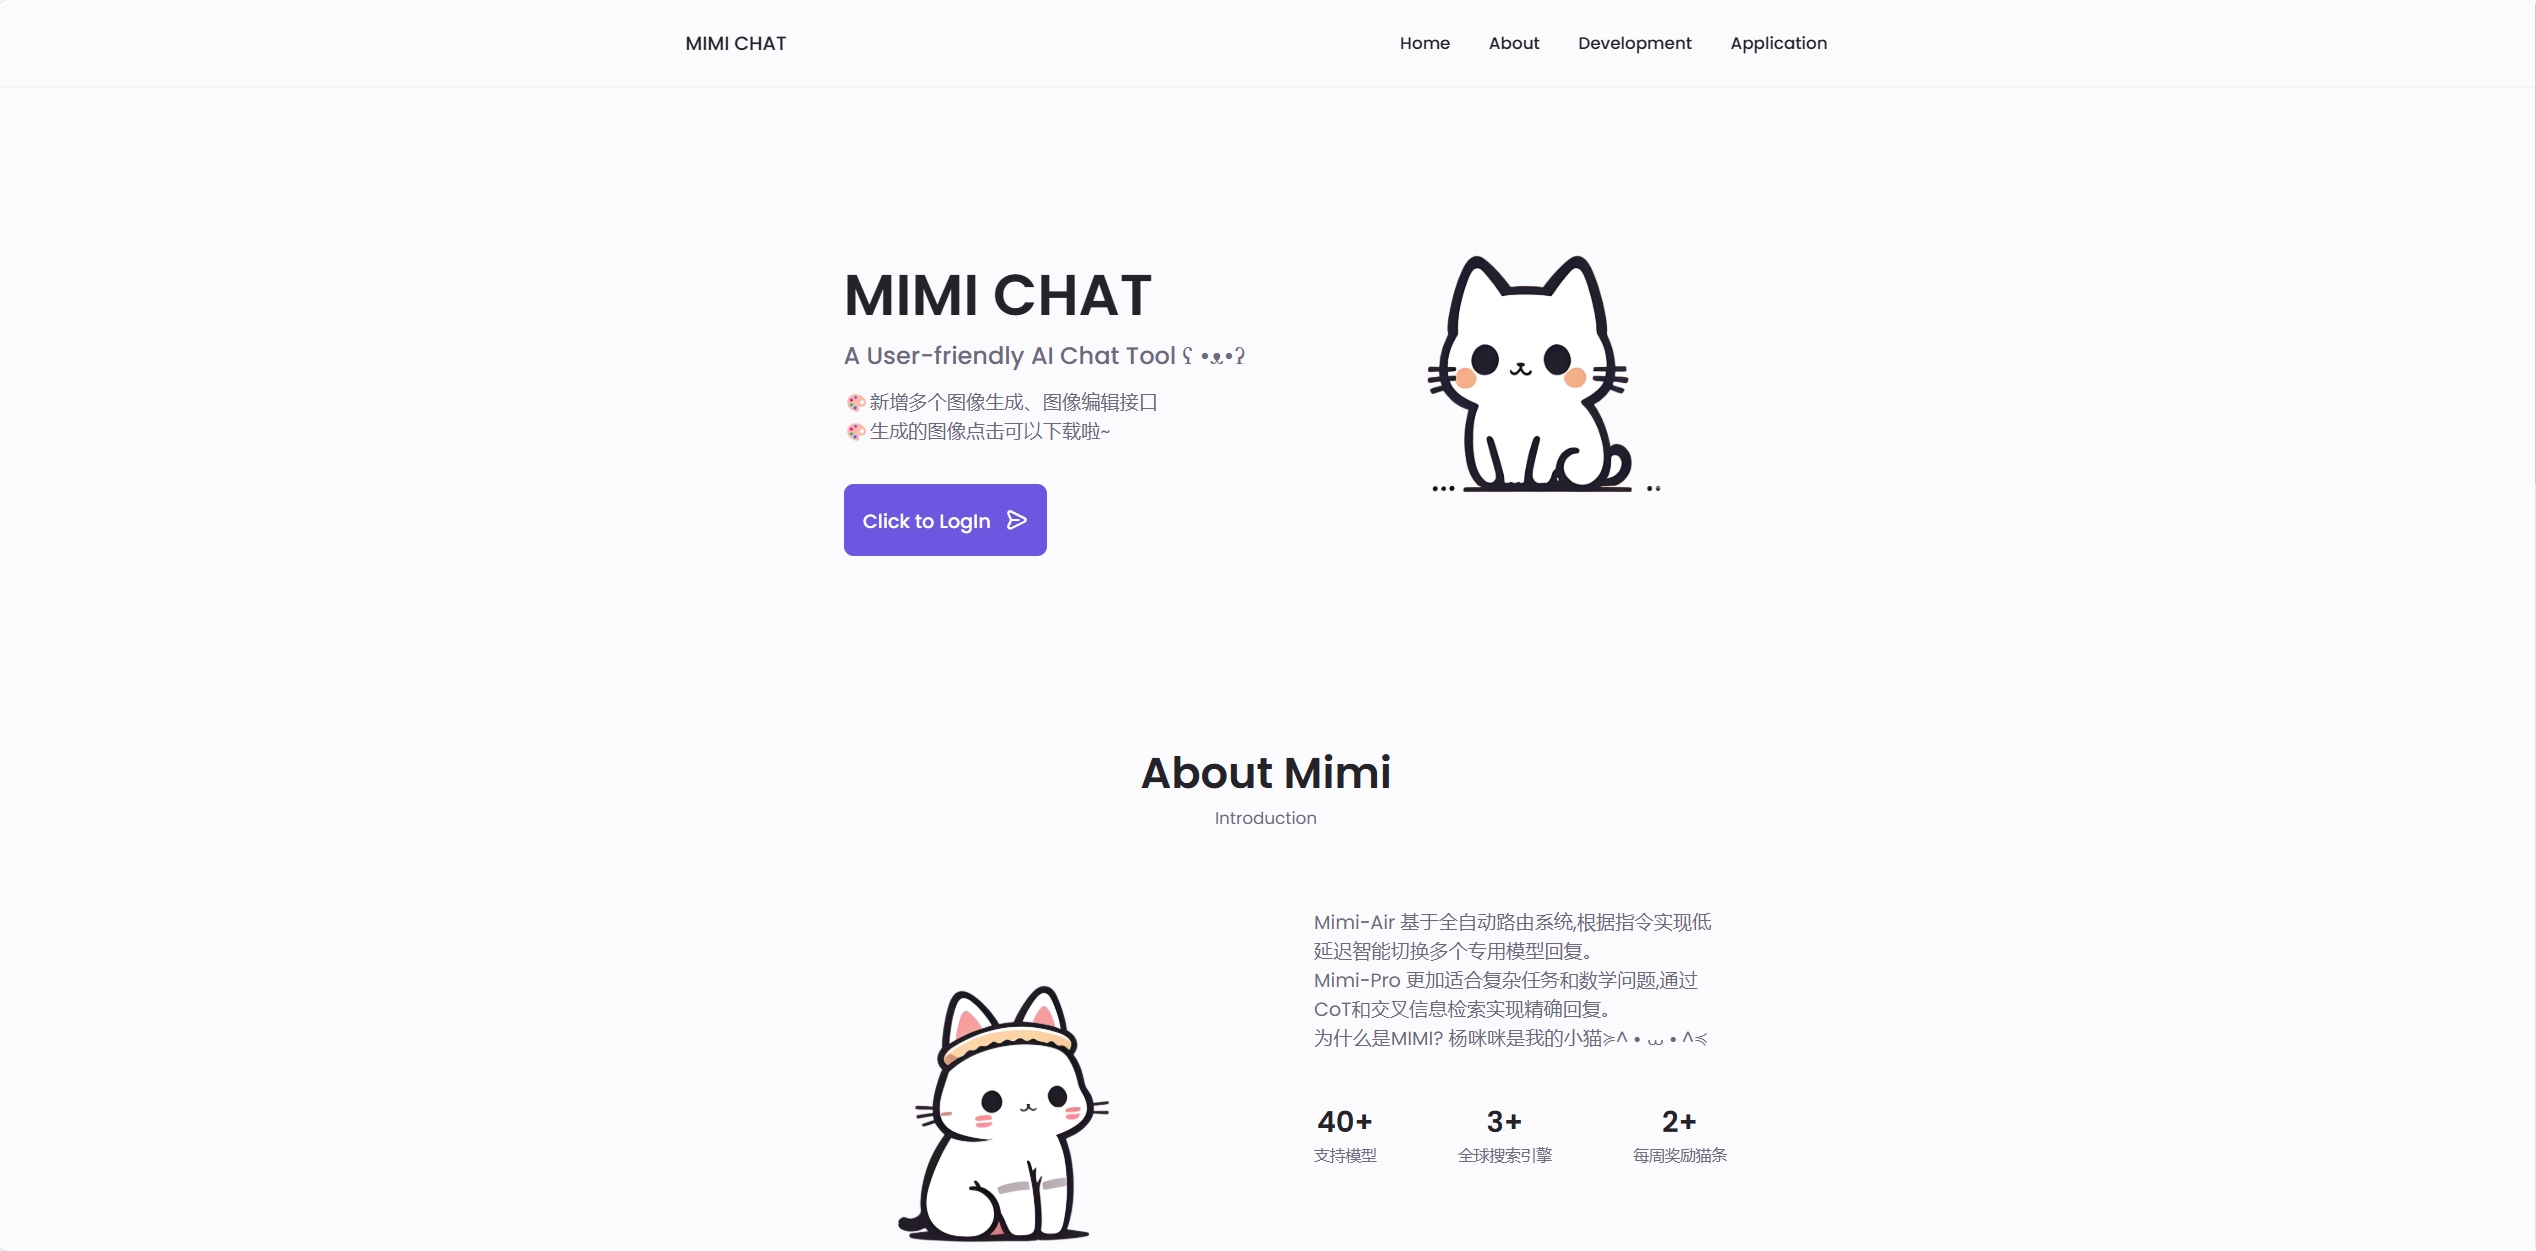 MIMI CHAT
Home About Development Application
MIMI CHAT
A User-friendly AI Chat Tool ʕ •ᴥ•ʔ
🎨 新增多个图像生成、图像编辑接口
🎨 生成的图像点击可以下载啦~
Click to LogIn
About Mimi
Introduction
Mimi-Air 基于全自动路由系统,根据指令实现低
延迟智能切换多个专用模型回复。
Mimi-Pro 更加适合复杂任务和数学问题,通过
CoT和交叉信息检索实现精确回复。
为什么是MIMI? 杨咪咪是我的小猫≽^ • ω • ^≼
40+ 3+ 2+
支持模型 全球搜索引擎 每周奖励猫条